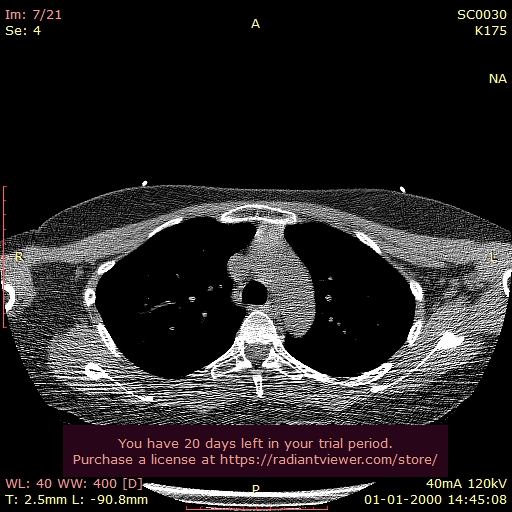 Im: 7/21
Se: 4
A
SC0030
K175
NA
R
L
You have 20 days left in your trial period.
Purchase a license at https://radiantviewer.com/store/
WL: 40 WW: 400 [D]
T: 2.5mm L: -90.8mm
P
40mA 120kV
01-01-2000 14:45:08